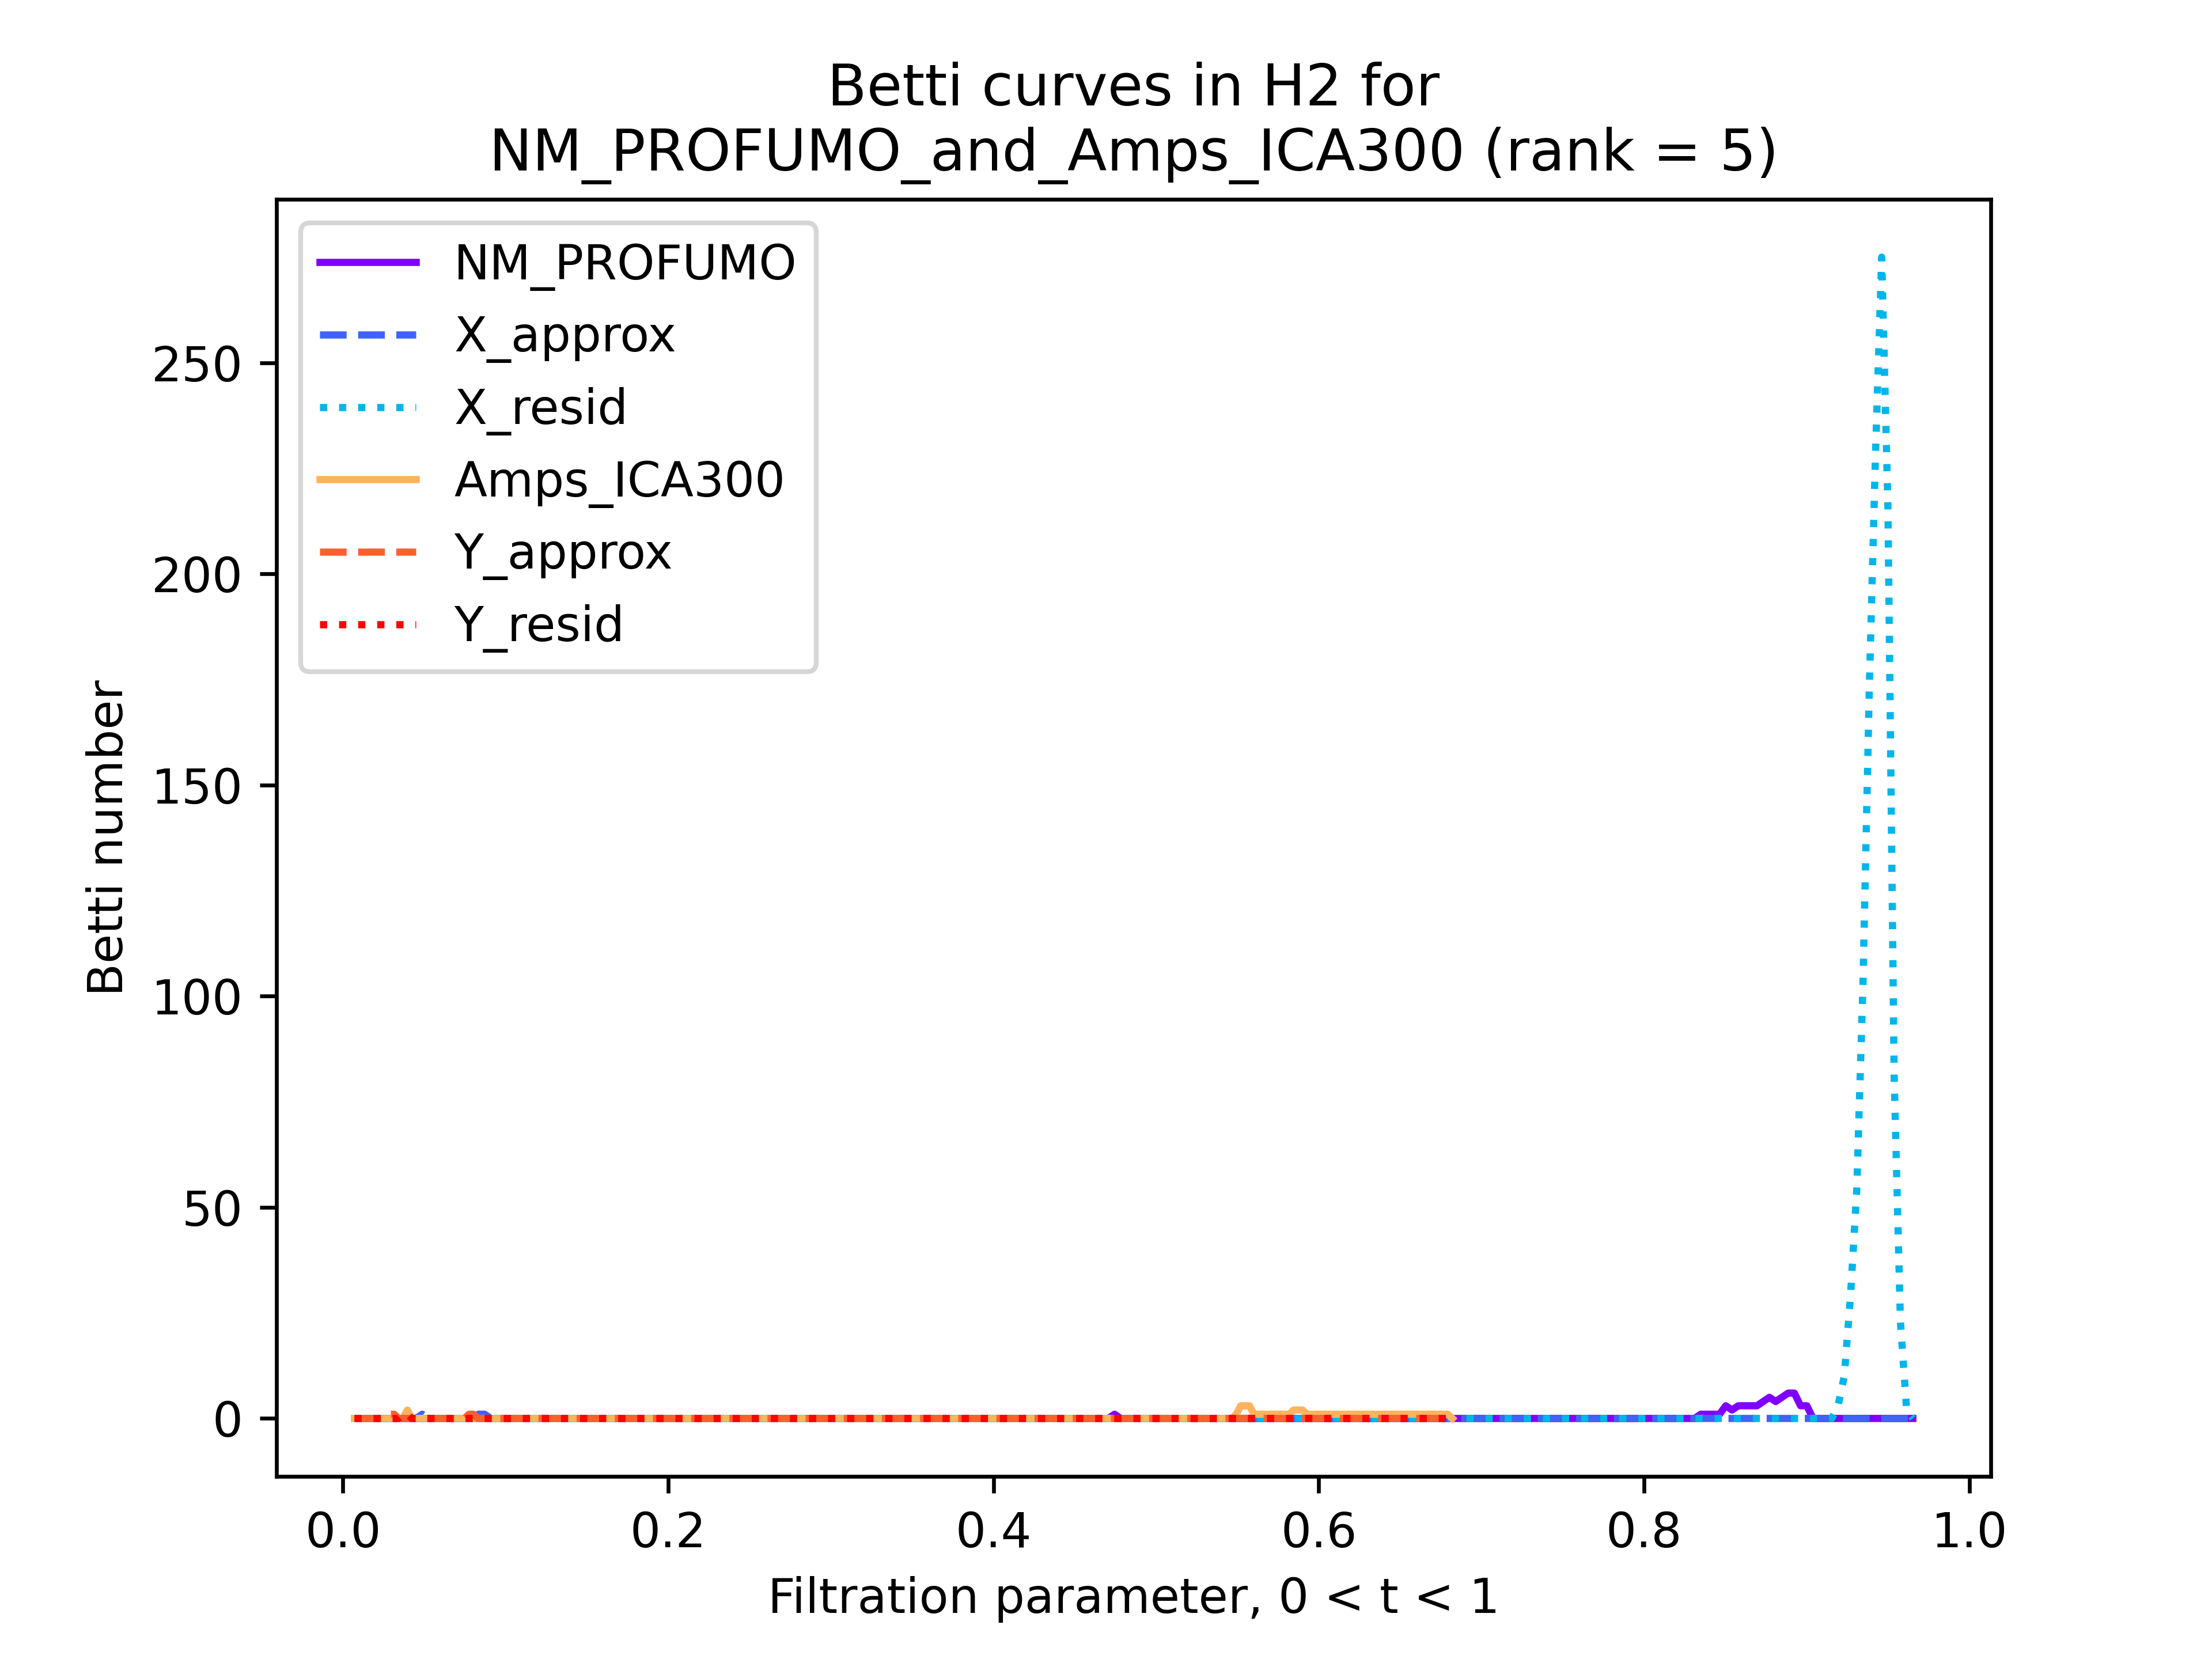 Betti curves in H2 for
NM_PROFUMO_and_Amps_ICA300 (rank = 5)
NM_PROFUMO
X_approx
X_resid
Amps_ICA300
Y_approx
Y_resid
Betti number
250
200
150
100
50
0
0.0 0.2 0.4 0.6 0.8 1.0
Filtration parameter, 0 < t < 1